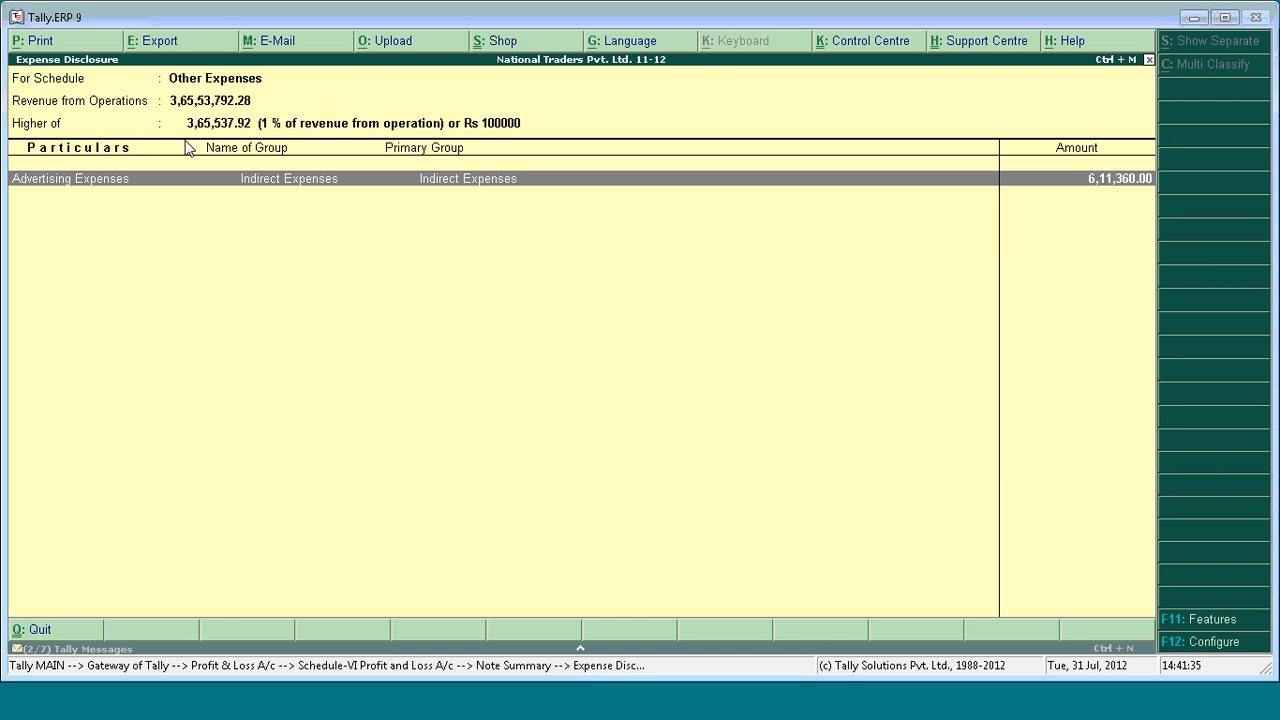 Tally.ERP 9
P: Print E: Export M: E-Mail O: Upload S: Shop G: Language K: Keyboard K: Control Centre H: Support Centre H: Help S: Show Separate
Expense Disclosure National Traders Pvt. Ltd. 11-12 Ctrl + M
C: Multi Classify
For Schedule : Other Expenses
Revenue from Operations : 3,65,53,792.28
Higher of : 3,65,537.92 (1 % of revenue from operation) or Rs 100000
Particulars Name of Group Primary Group Amount
Advertising Expenses Indirect Expenses Indirect Expenses 6,11,360.00
F11: Features
Q: Quit
F12: Configure
(2/7) Tally Messages Ctrl + N
Tally MAIN --> Gateway of Tally --> Profit & Loss A/c --> Schedule-VI Profit and Loss A/c --> Note Summary --> Expense Disc... (c) Tally Solutions Pvt. Ltd., 1988-2012 Tue, 31 Jul, 2012 14:41:35